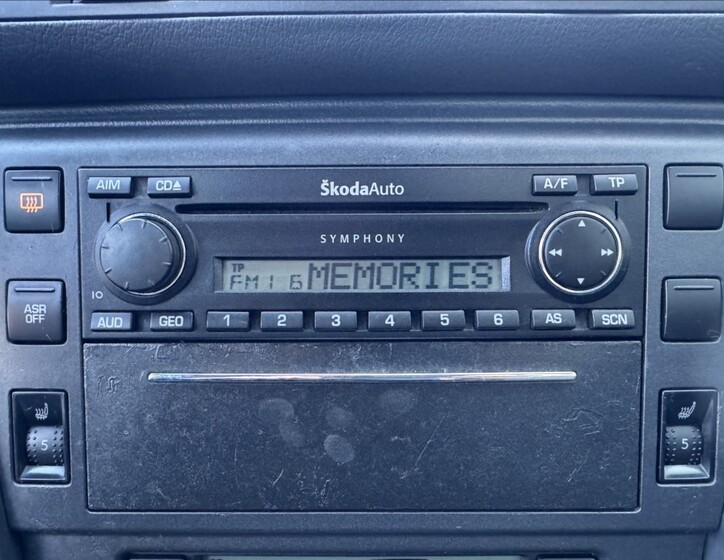 AIM CD A/F TP
ŠkodaAuto
SYMPHONY
TP
FM1 6 MEMORIES
AUD GEO 1 2 3 4 5 6 AS SCN
ASR
OFF
5
5